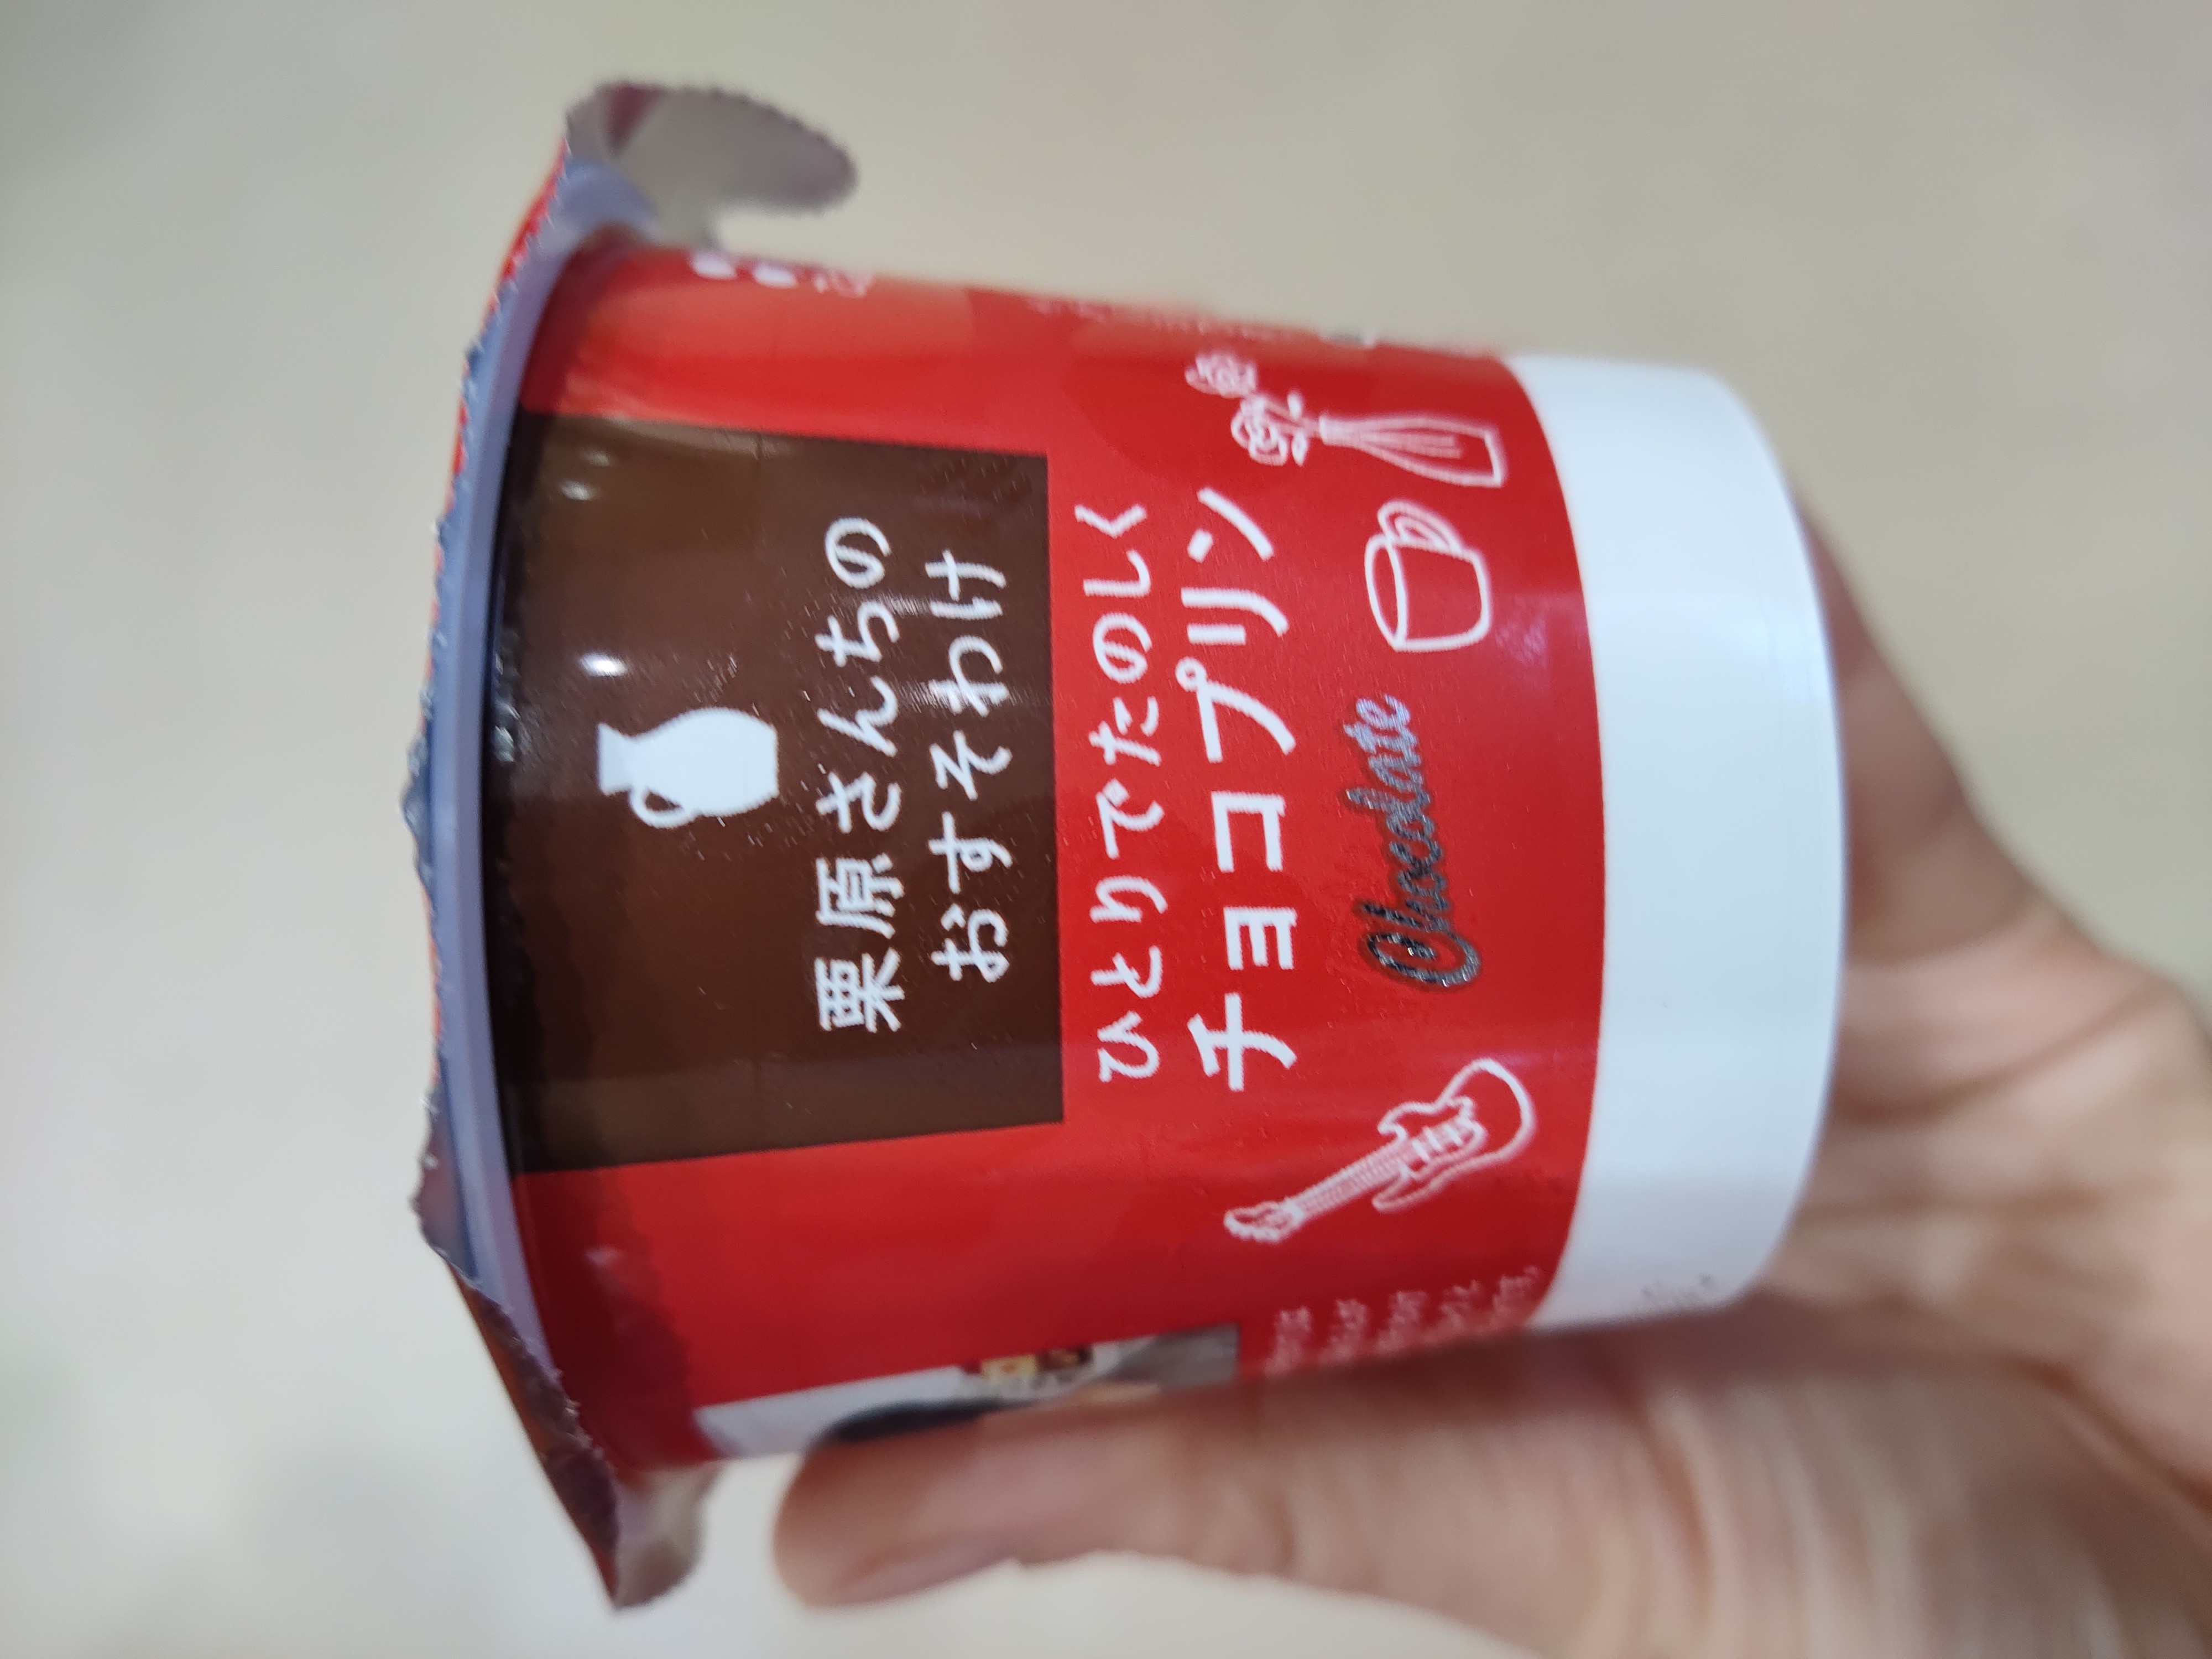 栗原さんちの
おすそわけ
ひとりでたのしく
チョコプリン
Chocolate